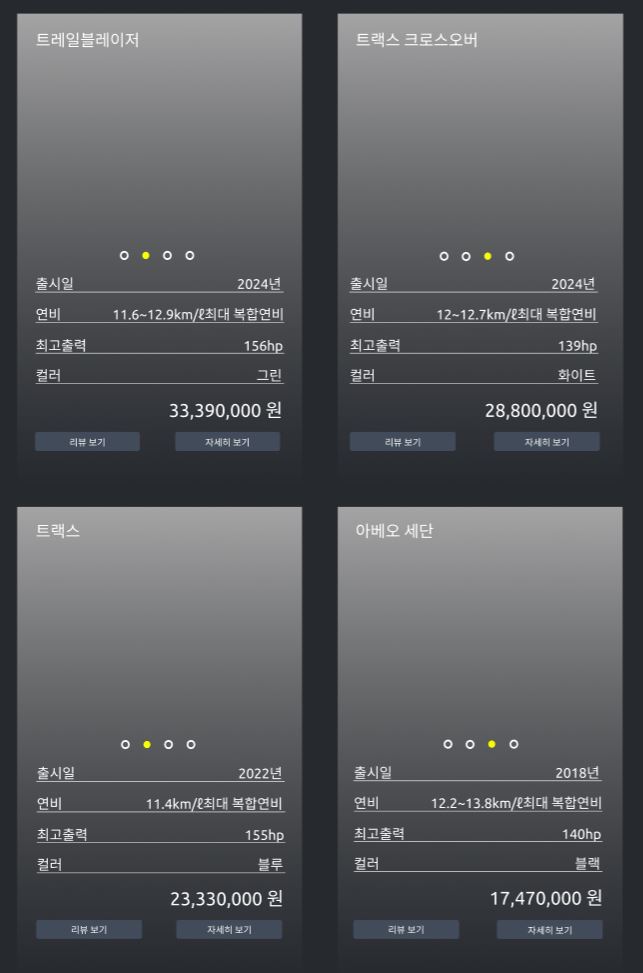 트레일블레이저
출시일 2024년
연비 11.6~12.9km/ℓ최대 복합연비
최고출력 156hp
컬러 그린
33,390,000 원
리뷰 보기 자세히 보기
트랙스 크로스오버
출시일 2024년
연비 12~12.7km/ℓ최대 복합연비
최고출력 139hp
컬러 화이트
28,800,000 원
리뷰 보기 자세히 보기
트랙스
출시일 2022년
연비 11.4km/ℓ최대 복합연비
최고출력 155hp
컬러 블루
23,330,000 원
리뷰 보기 자세히 보기
아베오 세단
출시일 2018년
연비 12.2~13.8km/ℓ최대 복합연비
최고출력 140hp
컬러 블랙
17,470,000 원
리뷰 보기 자세히 보기